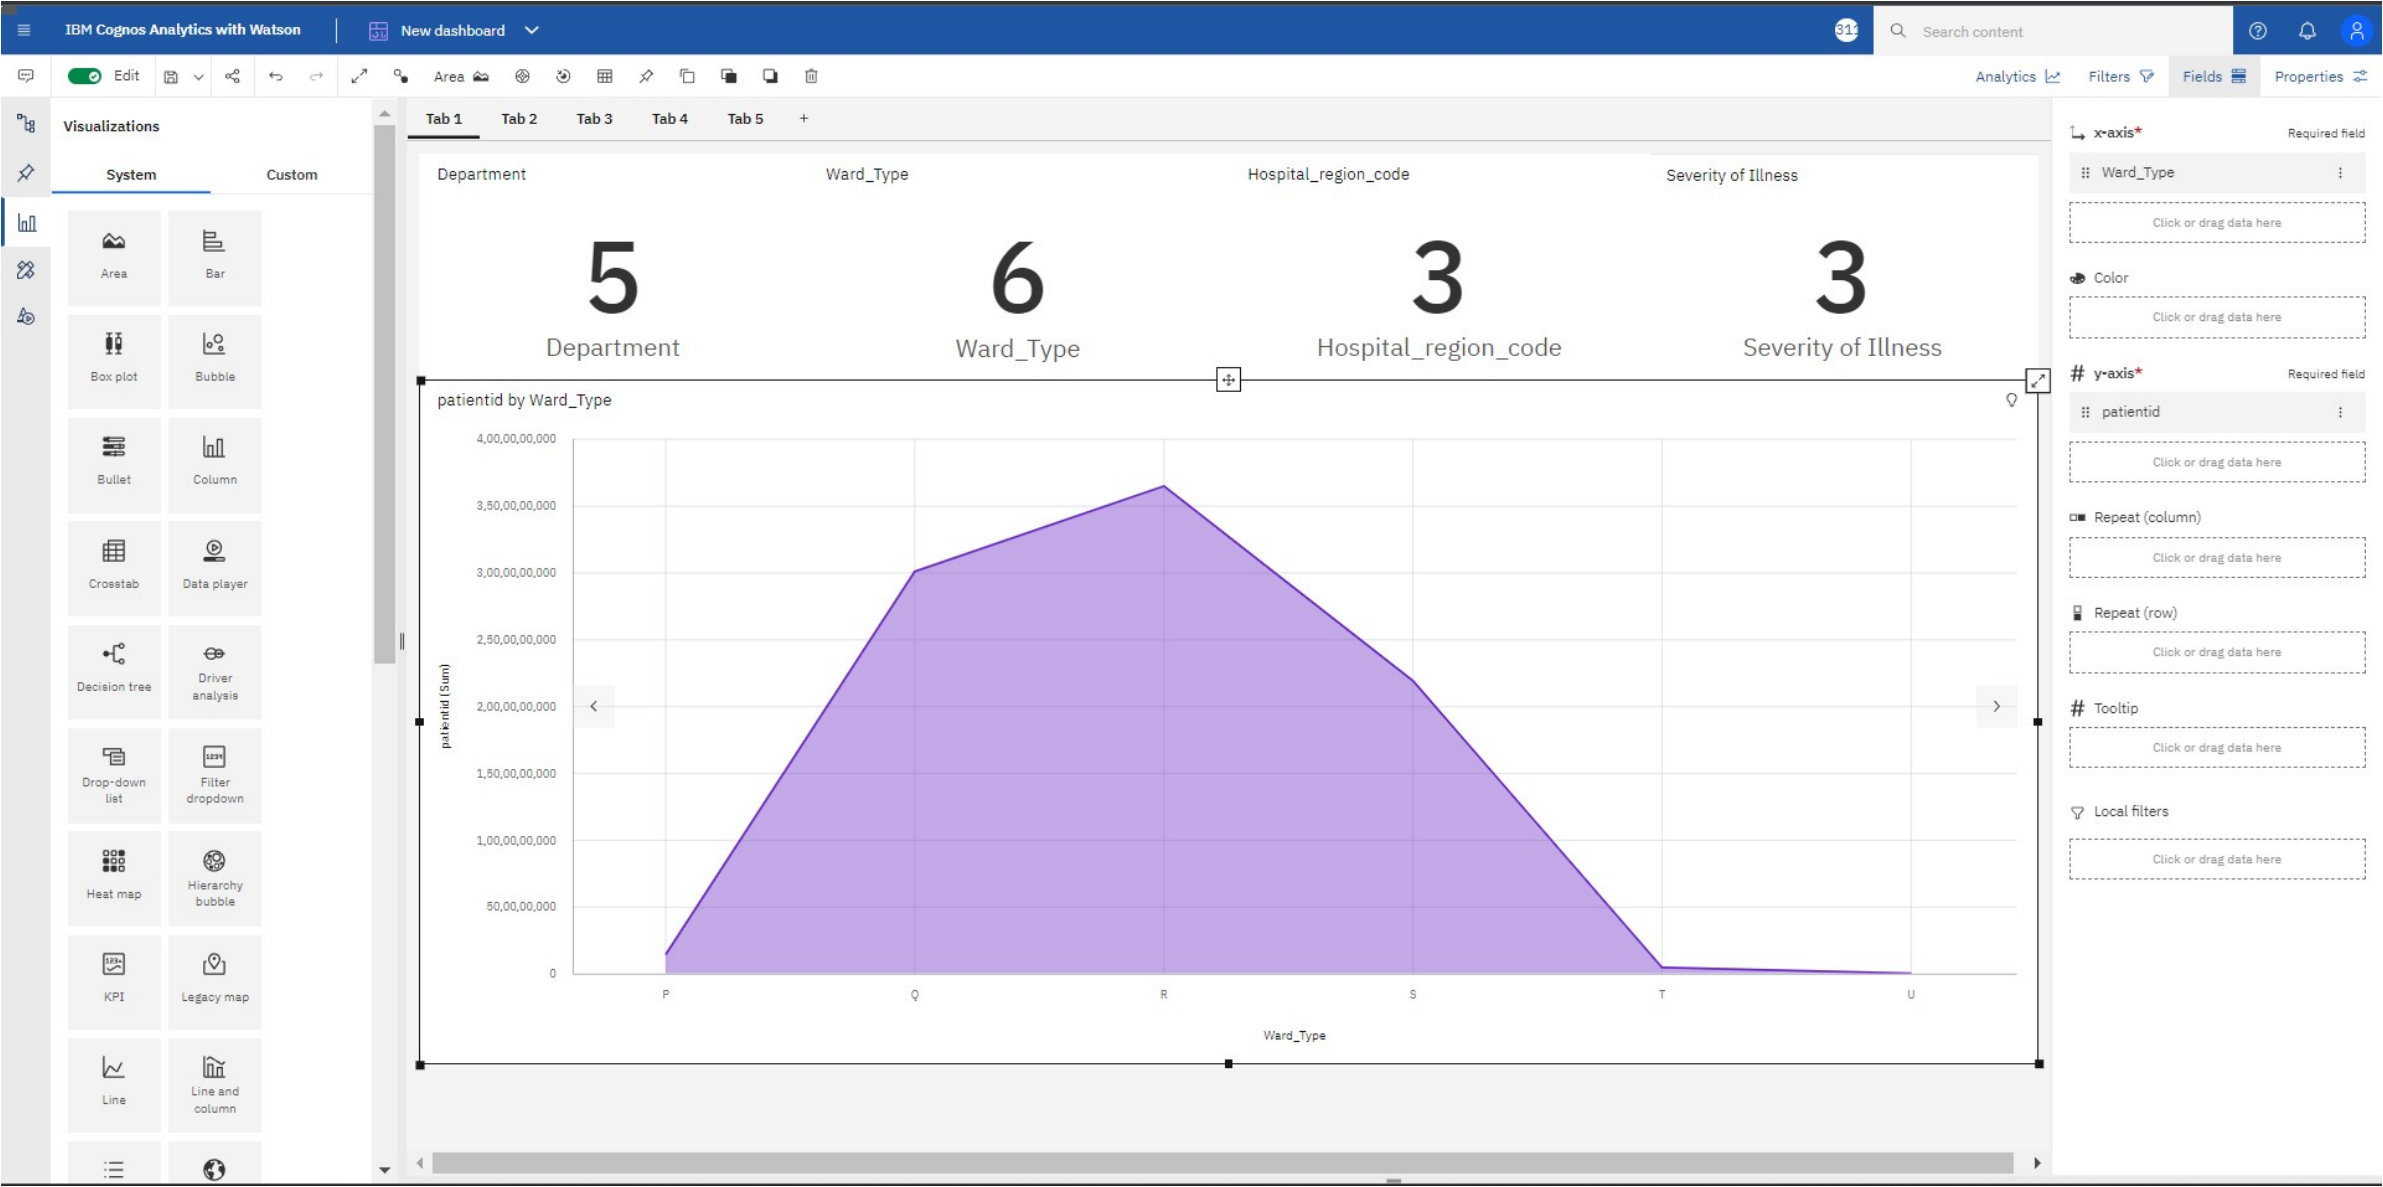 IBM Cognos Analytics with Watson
New dashboard
311
Search content
Edit
Area
Analytics
Filters
Fields
Properties
Visualizations
System
Custom
Area
Bar
Box plot
Bubble
Bullet
Column
Crosstab
Data player
Decision tree
Driver
analysis
Drop-down
list
Filter
dropdown
Heat map
Hierarchy
bubble
KPI
Legacy map
Line
Line and
column
Tab 1
Tab 2
Tab 3
Tab 4
Tab 5
+
Department
Ward_Type
Hospital_region_code
Severity of Illness
5
6
3
3
Department
Ward_Type
Hospital_region_code
Severity of Illness
patientid by Ward_Type
patientid (Sum)
4,00,00,00,000
3,50,00,00,000
3,00,00,00,000
2,50,00,00,000
2,00,00,00,000
1,50,00,00,000
1,00,00,00,000
50,00,00,000
0
P
Q
R
S
T
U
Ward_Type
x-axis*
Required field
Ward_Type
Click or drag data here
Color
Click or drag data here
# y-axis*
Required field
patientid
Click or drag data here
Repeat (column)
Click or drag data here
Repeat (row)
Click or drag data here
# Tooltip
Click or drag data here
Local filters
Click or drag data here